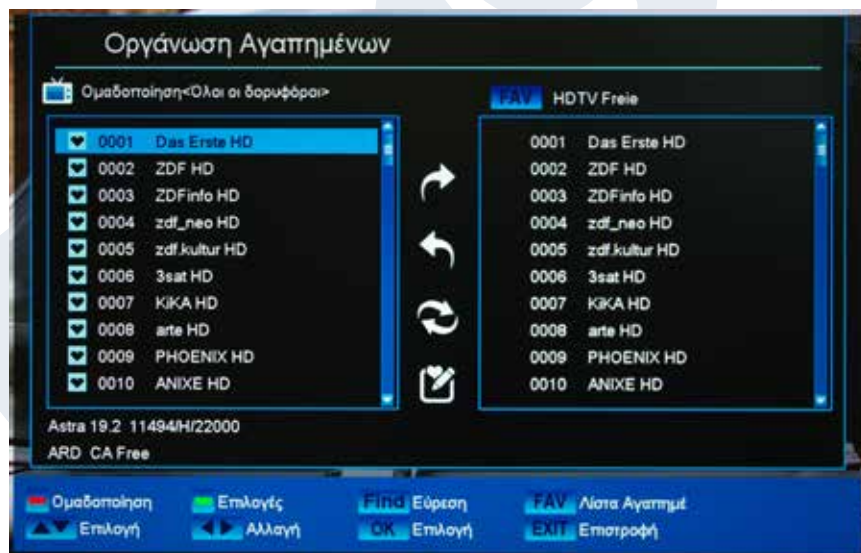 Οργάνωση Αγαπημένων
Ομαδοποίηση<Όλοι οι δορυφόροι>
FAV HDTV Freie
0001 Das Erste HD
0002 ZDF HD
0003 ZDFinfo HD
0004 zdf_neo HD
0005 zdf.kultur HD
0006 3sat HD
0007 KiKA HD
0008 arte HD
0009 PHOENIX HD
0010 ANIXE HD
0001 Das Erste HD
0002 ZDF HD
0003 ZDFinfo HD
0004 zdf_neo HD
0005 zdf.kultur HD
0006 3sat HD
0007 KiKA HD
0008 arte HD
0009 PHOENIX HD
0010 ANIXE HD
Astra 19.2 11494/H/22000
ARD CA Free
Ομαδοποίηση Επιλογές Find Εύρεση FAV Λίστα Αγαπημέ
Επιλογή Αλλαγή OK Επιλογή EXIT Επιστροφή